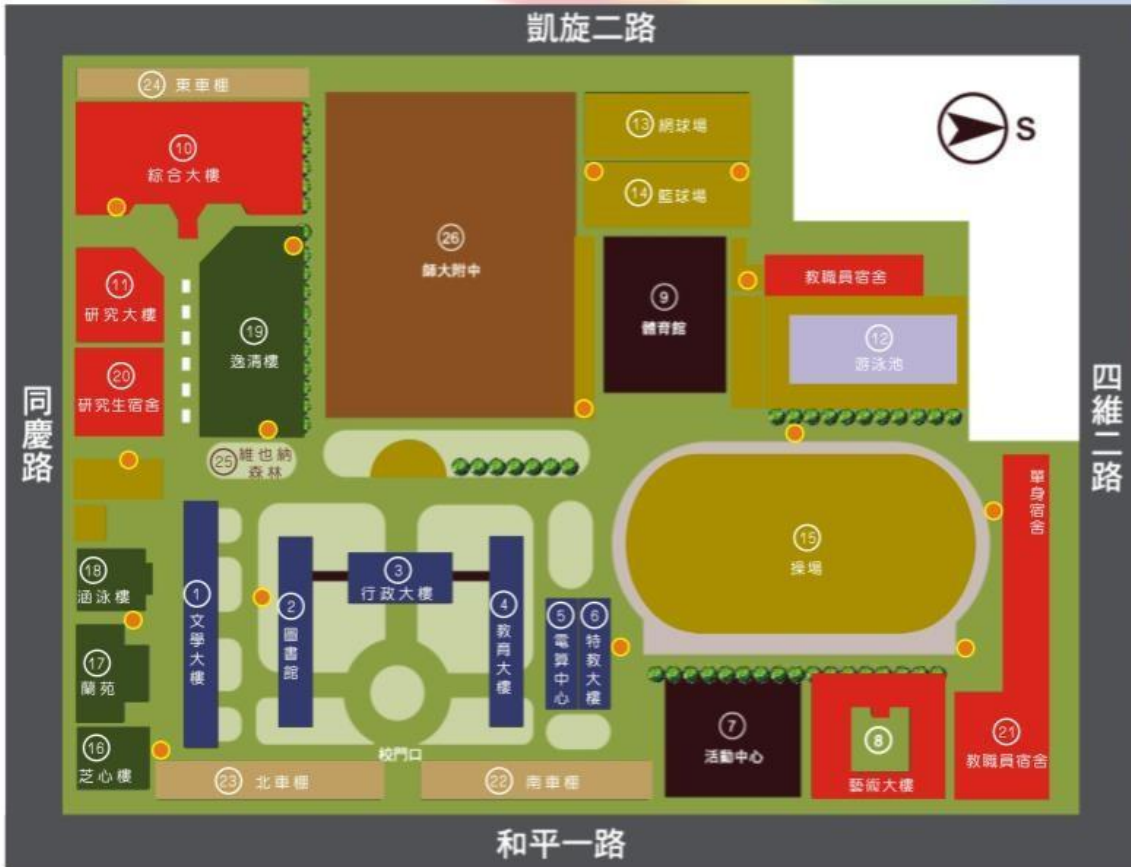 凱旋二路
24 東車棚
10
綜合大樓
11
研究大樓
20
研究生宿舍
19
逸清樓
25 維也納
森林
26
師大附中
13 網球場
14 籃球場
9
體育館
S
教職員宿舍
12
游泳池
同慶路
四維二路
單身宿舍
15
操場
18
涵泳樓
17
蘭苑
16
芝心樓
1 文學大樓
2 圖書館
3
行政大樓
4 教育大樓
5 電算中心
6 特教大樓
7
活動中心
8
藝術大樓
21
教職員宿舍
校門口
23 北車棚
22 南車棚
和平一路